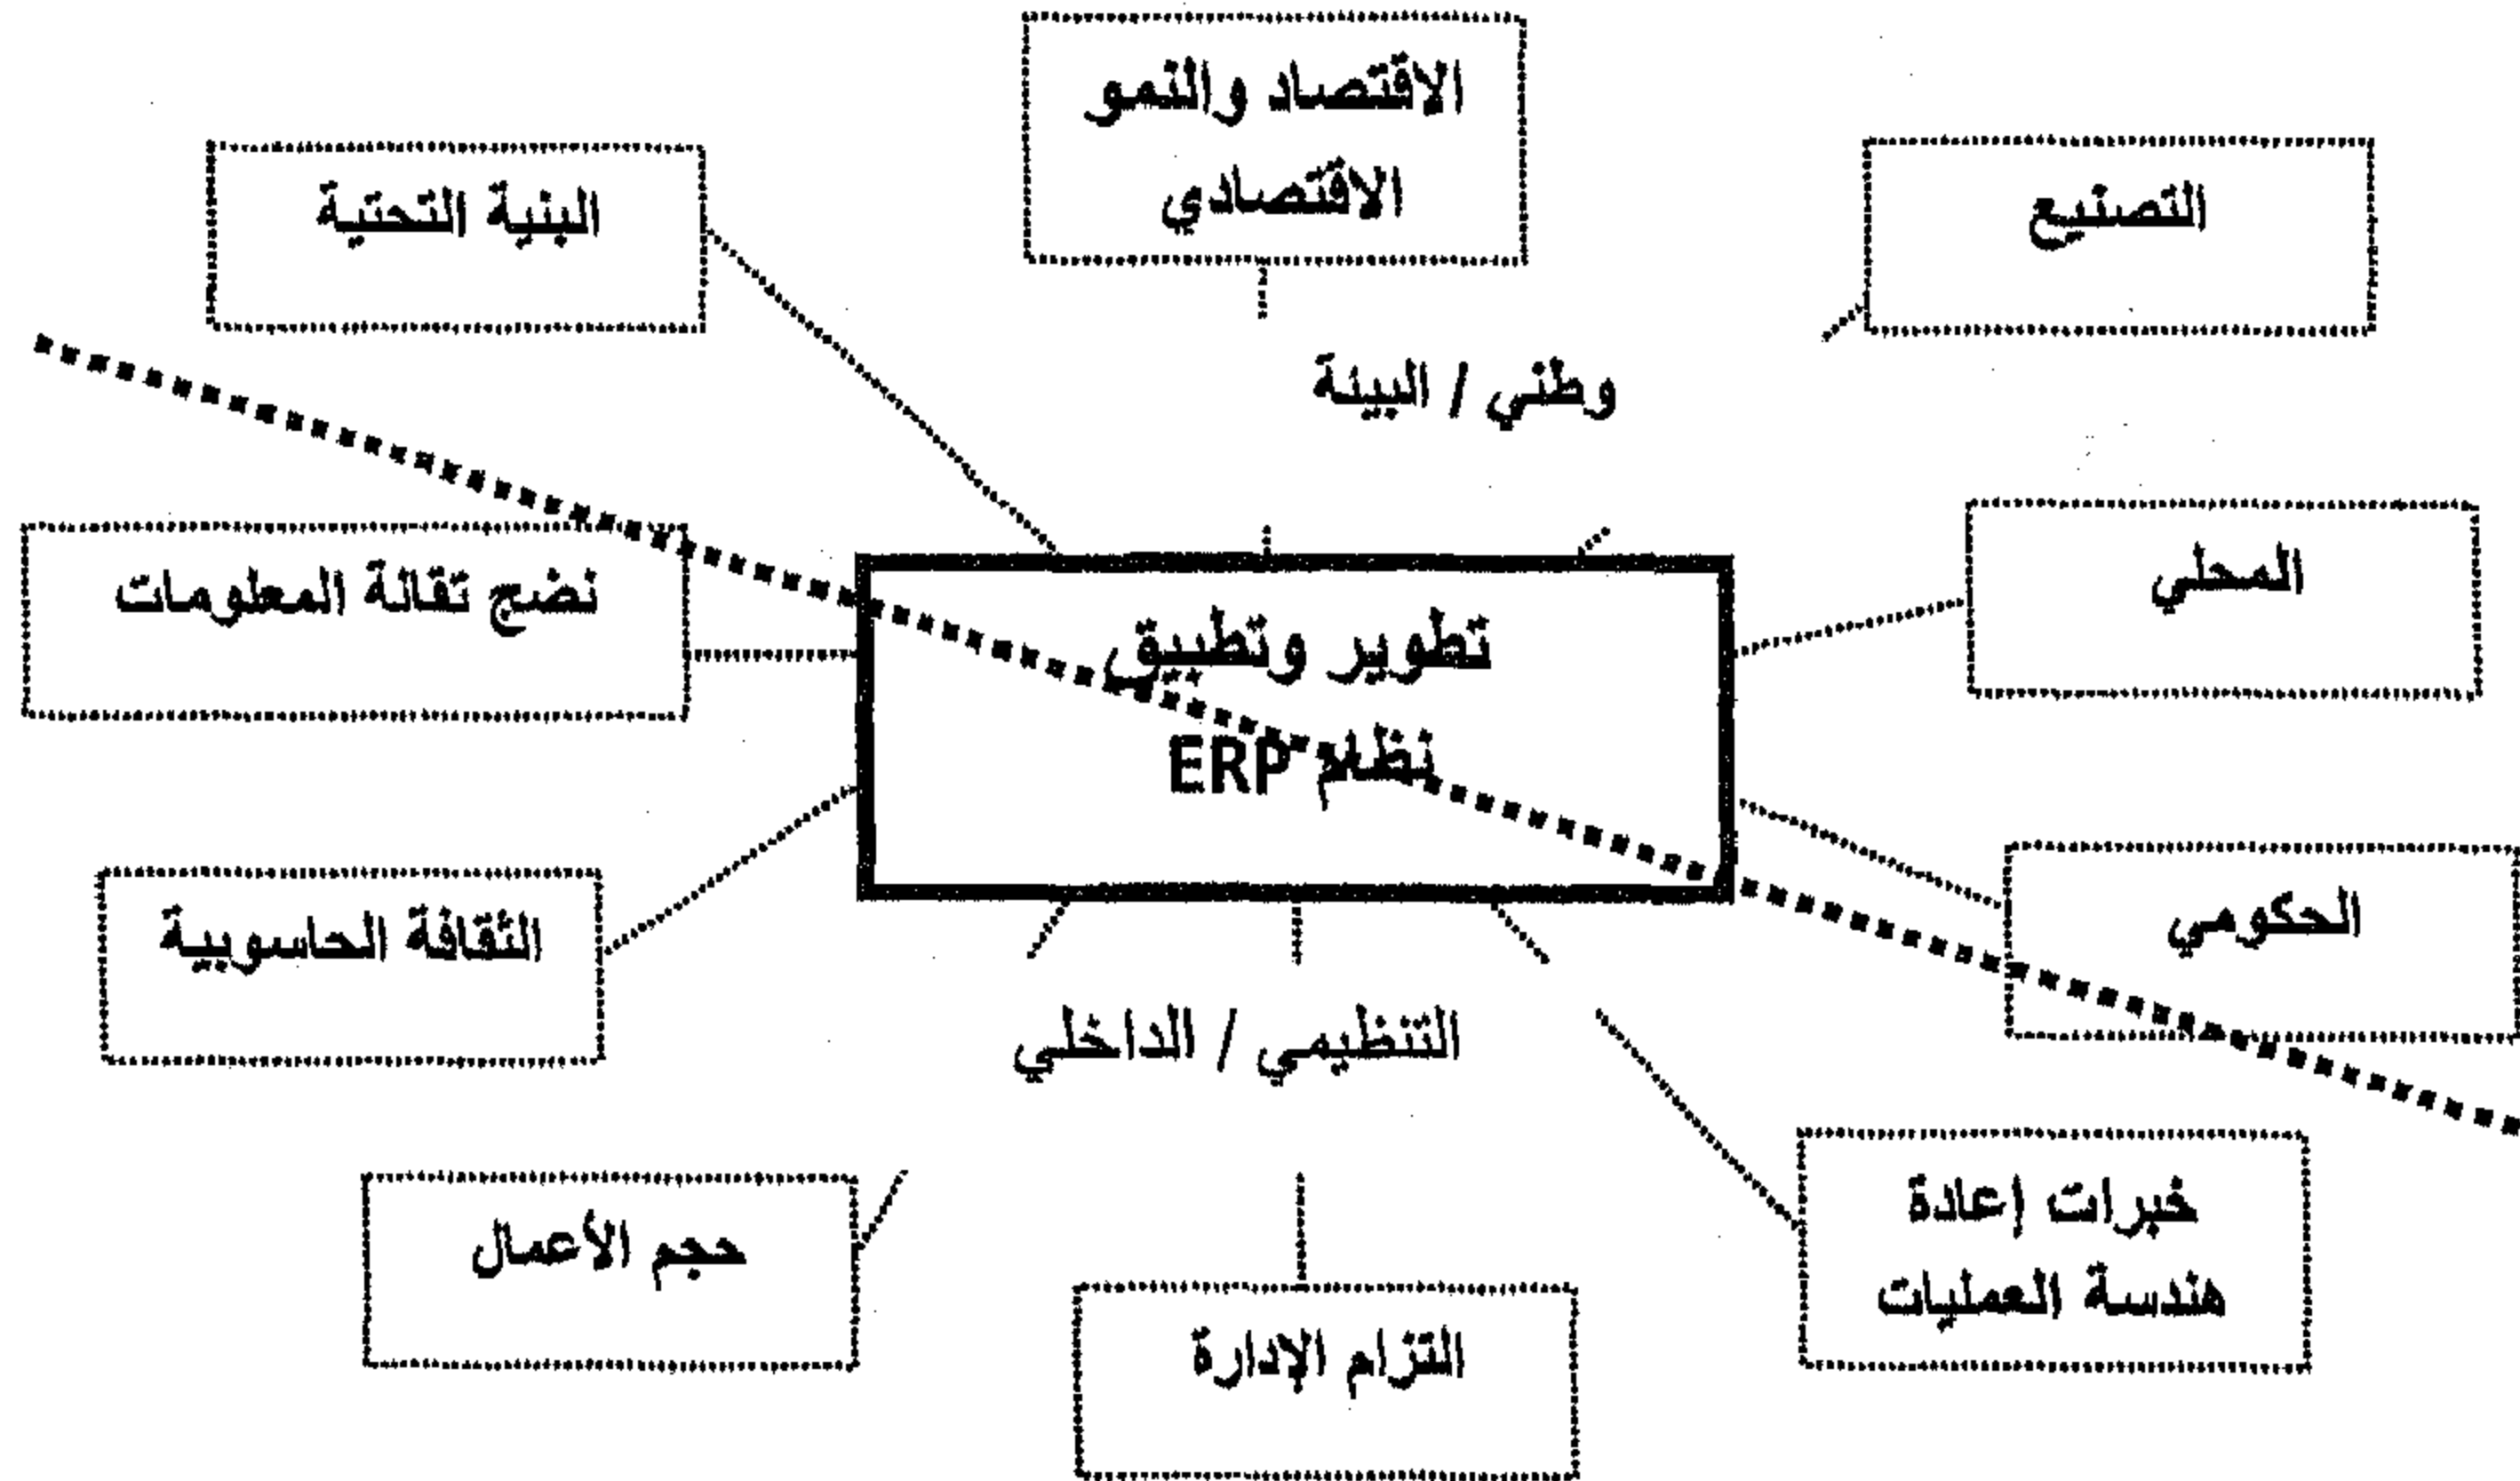 الاقتصاد والنمو
الاقتصادي
التصنيع
البنية التحتية
وطني / البيئة
المحلي
نضج تقانة المعلومات
تطوير وتطبيق
نظام ERP
الحكومي
الثقافة الحاسوبية
التنظيمي / الداخلي
خبرات إعادة
هندسة العمليات
حجم الأعمال
التزام الإدارة